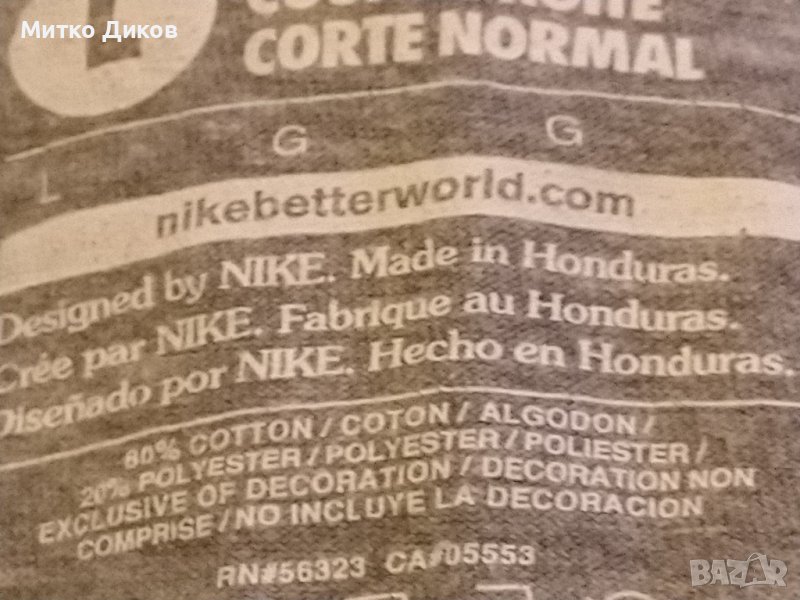 Митко Диков
CORTE NORMAL
L G G
nikebetterworld.com
Designed by NIKE. Made in Honduras.
Crée par NIKE. Fabrique au Honduras.
Diseñado por NIKE. Hecho en Honduras.
80% COTTON / COTON / ALGODON /
20% POLYESTER / POLYESTER / POLIESTER /
EXCLUSIVE OF DECORATION / DECORATION NON
COMPRISE / NO INCLUYE LA DECORACION
RN#56323 CA#05553
BAZAR